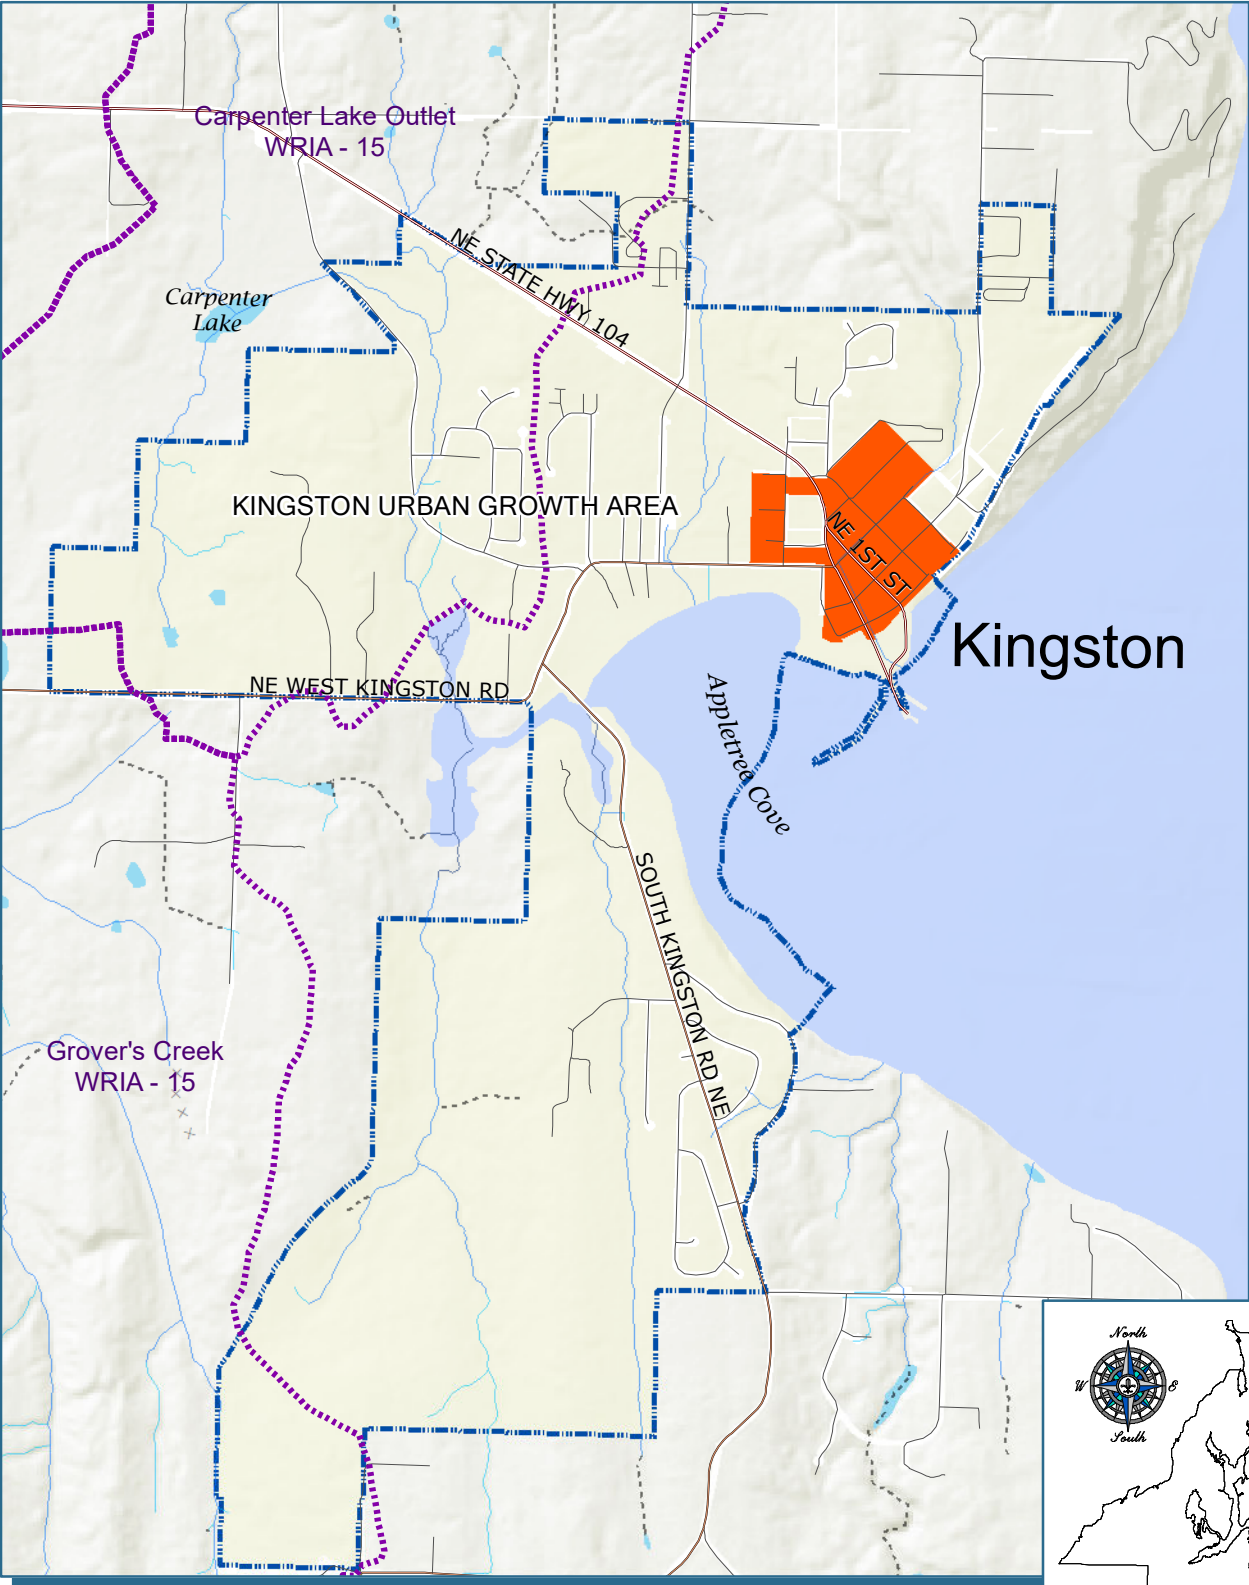 Carpenter Lake Outlet
WRIA - 15
NE STATE HWY 104
Carpenter
Lake
KINGSTON URBAN GROWTH AREA
NE 1ST ST
Kingston
NE WEST KINGSTON RD
Appletree Cove
SOUTH KINGSTON RD NE
Grover's Creek
WRIA - 15
North
W
E
South